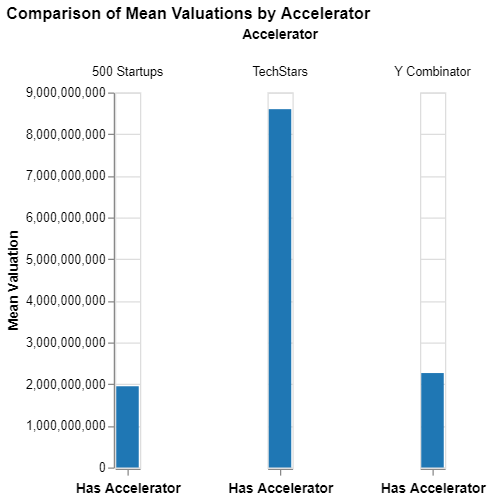 Comparison of Mean Valuations by Accelerator
Accelerator
500 Startups TechStars Y Combinator
9,000,000,000
8,000,000,000
7,000,000,000
6,000,000,000
5,000,000,000
4,000,000,000
3,000,000,000
2,000,000,000
1,000,000,000
0
Mean Valuation
Has Accelerator Has Accelerator Has Accelerator